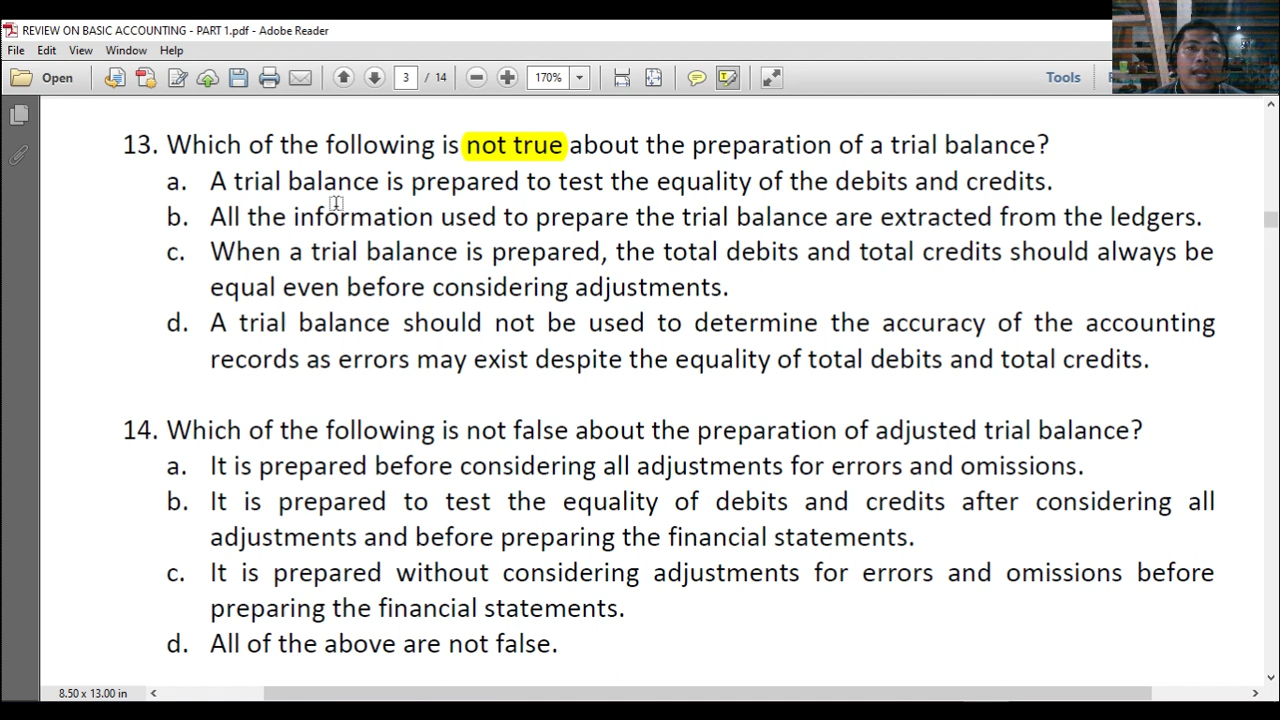 REVIEW ON BASIC ACCOUNTING - PART 1.pdf - Adobe Reader
File Edit View Window Help
Open 3 / 14 170% Tools
13. Which of the following is not true about the preparation of a trial balance?
a. A trial balance is prepared to test the equality of the debits and credits.
b. All the information used to prepare the trial balance are extracted from the ledgers.
c. When a trial balance is prepared, the total debits and total credits should always be
equal even before considering adjustments.
d. A trial balance should not be used to determine the accuracy of the accounting
records as errors may exist despite the equality of total debits and total credits.
14. Which of the following is not false about the preparation of adjusted trial balance?
a. It is prepared before considering all adjustments for errors and omissions.
b. It is prepared to test the equality of debits and credits after considering all
adjustments and before preparing the financial statements.
c. It is prepared without considering adjustments for errors and omissions before
preparing the financial statements.
d. All of the above are not false.
8.50 x 13.00 in